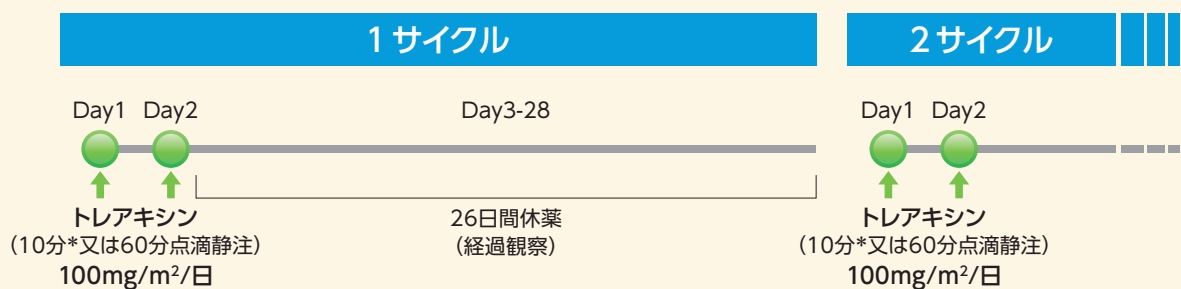 1サイクル
2サイクル
Day1 Day2
Day3-28
Day1 Day2
トレアキシン
(10分*又は60分点滴静注)
100mg/m²/日
26日間休薬
(経過観察)
トレアキシン
(10分*又は60分点滴静注)
100mg/m²/日